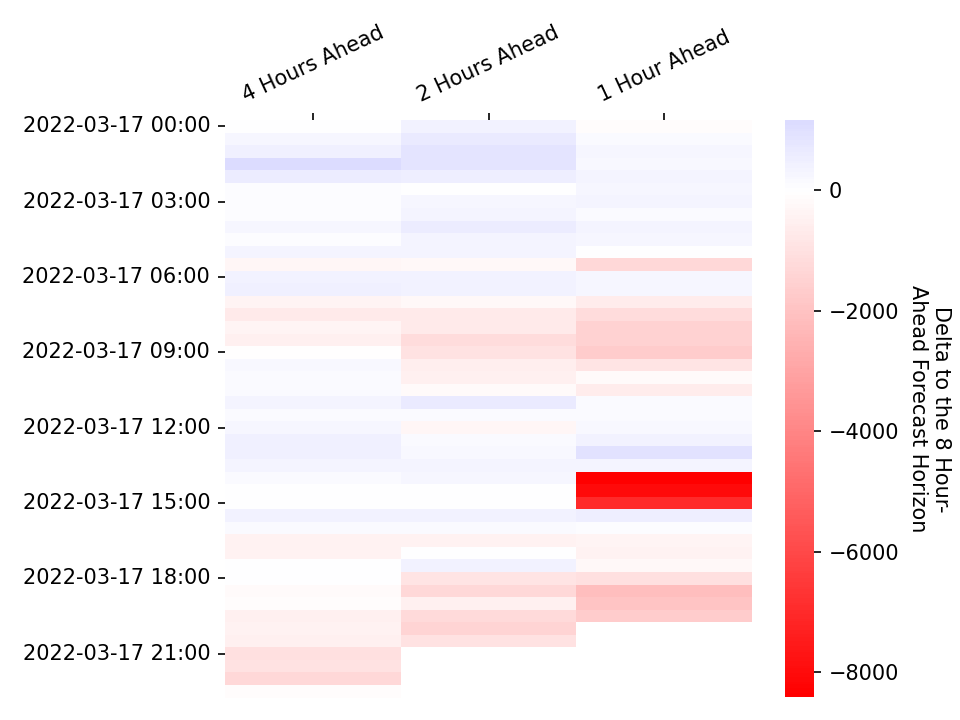 4 Hours Ahead
2 Hours Ahead
1 Hour Ahead
2022-03-17 00:00
2022-03-17 03:00
2022-03-17 06:00
2022-03-17 09:00
2022-03-17 12:00
2022-03-17 15:00
2022-03-17 18:00
2022-03-17 21:00
0
−2000
−4000
−6000
−8000
Delta to the 8 Hour-
Ahead Forecast Horizon